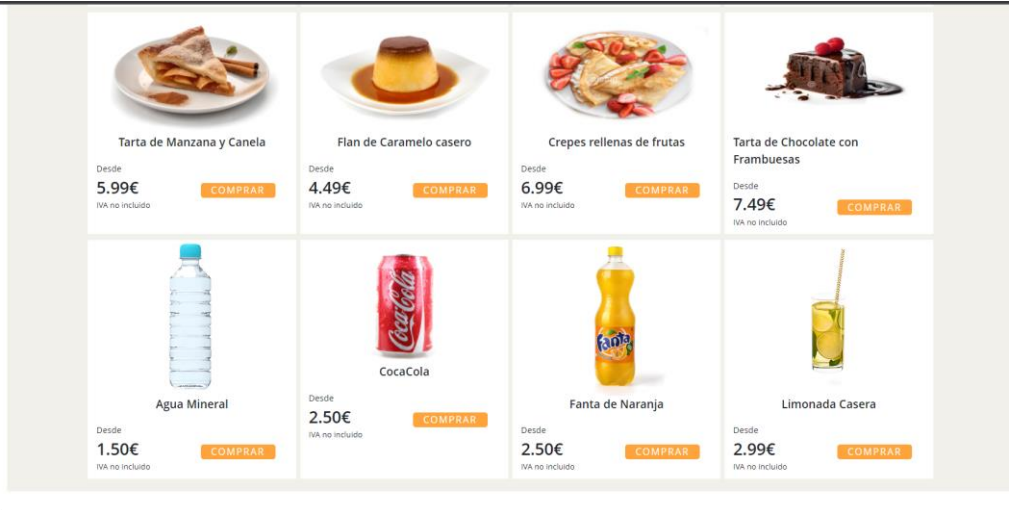 Tarta de Manzana y Canela
Desde
5.99€
COMPRAR
IVA no incluido
Flan de Caramelo casero
Desde
4.49€
COMPRAR
IVA no incluido
Crepes rellenas de frutas
Desde
6.99€
COMPRAR
IVA no incluido
Tarta de Chocolate con
Frambuesas
Desde
7.49€
COMPRAR
IVA no incluido
Agua Mineral
Desde
1.50€
COMPRAR
IVA no incluido
Coca-Cola
CocaCola
Desde
2.50€
COMPRAR
IVA no incluido
Fanta
Fanta de Naranja
Desde
2.50€
COMPRAR
IVA no incluido
Limonada Casera
Desde
2.99€
COMPRAR
IVA no incluido